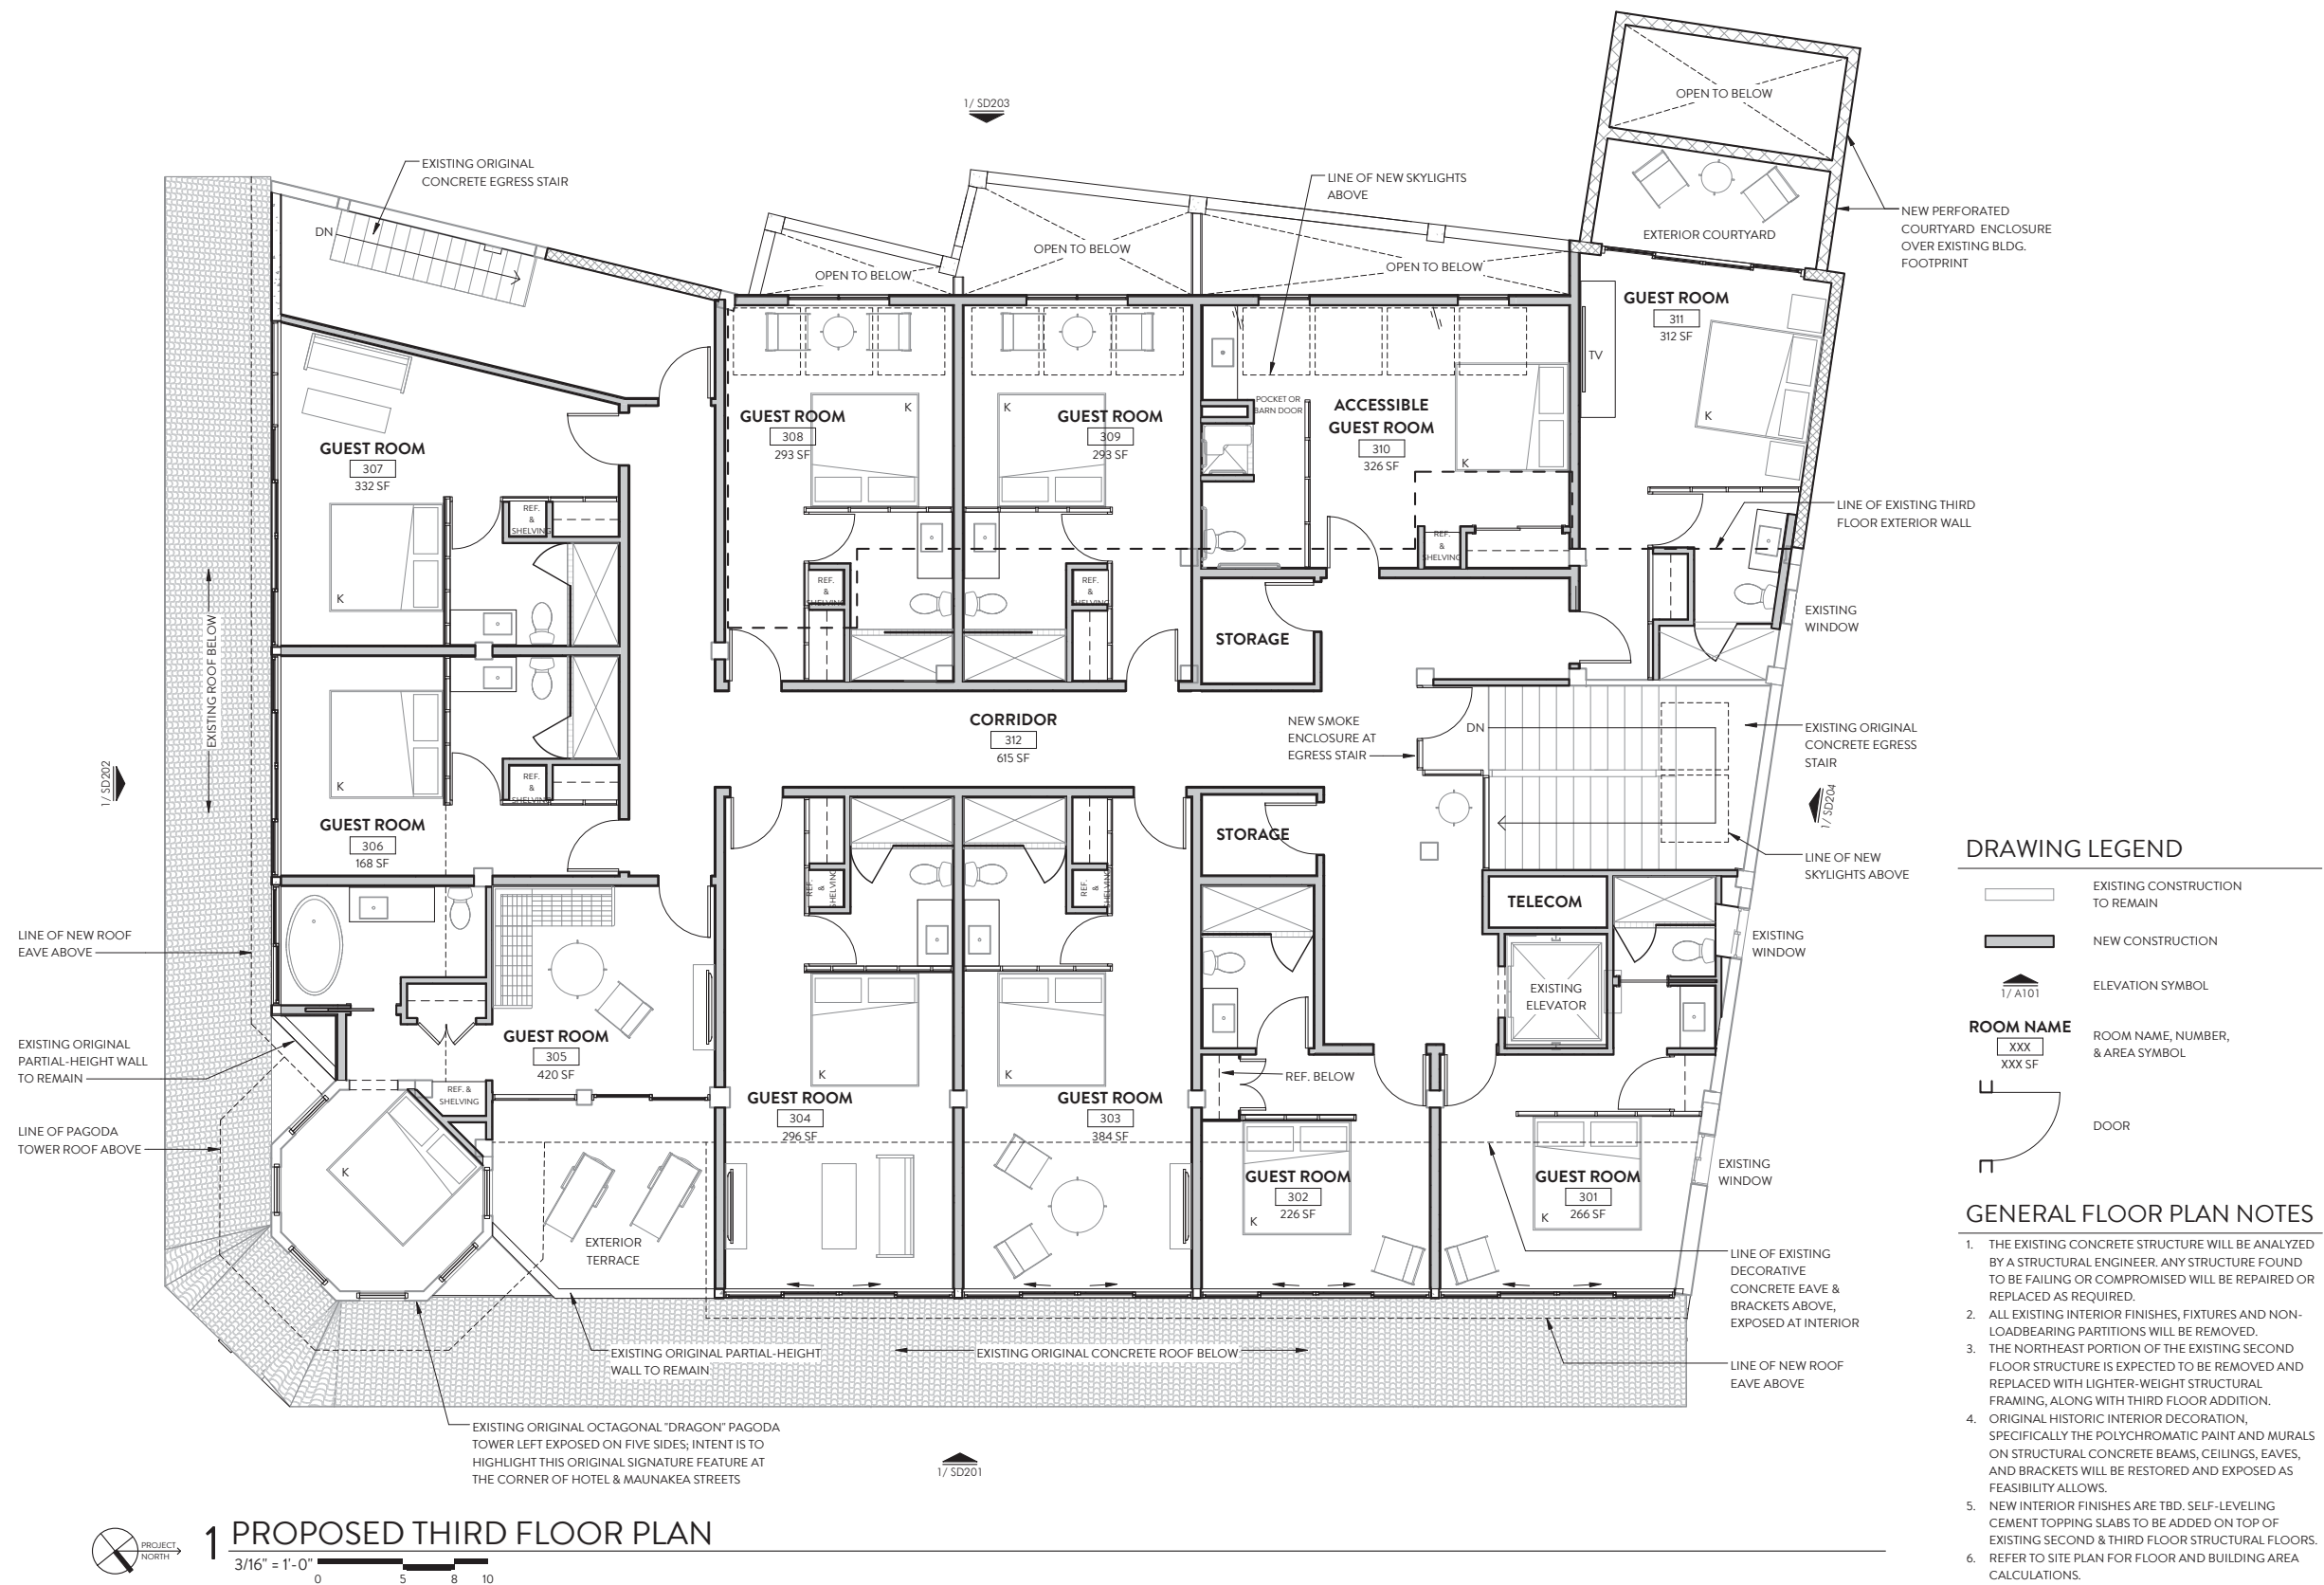 OPEN TO BELOW
1/ SD203
EXISTING ORIGINAL
CONCRETE EGRESS STAIR
LINE OF NEW SKYLIGHTS
ABOVE
NEW PERFORATED
COURTYARD ENCLOSURE
OVER EXISTING BLDG.
FOOTPRINT
DN
EXTERIOR COURTYARD
OPEN TO BELOW
OPEN TO BELOW
OPEN TO BELOW
GUEST ROOM
311
312 SF
TV
K
GUEST ROOM
307
332 SF
K
REF.
&
SHELVING
GUEST ROOM
308
293 SF
K
REF.
&
SHELVING
GUEST ROOM
309
293 SF
K
REF.
&
SHELVING
POCKET OR
BARN DOOR
ACCESSIBLE
GUEST ROOM
310
326 SF
K
REF.
&
SHELVING
LINE OF EXISTING THIRD
FLOOR EXTERIOR WALL
EXISTING
WINDOW
STORAGE
EXISTING ROOF BELOW
1/ SD202
CORRIDOR
312
615 SF
NEW SMOKE
ENCLOSURE AT
EGRESS STAIR
DN
EXISTING ORIGINAL
CONCRETE EGRESS
STAIR
1/ SD204
K
REF.
&
SHELVING
GUEST ROOM
306
168 SF
STORAGE
LINE OF NEW
SKYLIGHTS ABOVE
TELECOM
REF.
&
SHELVING
REF.
&
SHELVING
EXISTING
WINDOW
LINE OF NEW ROOF
EAVE ABOVE
EXISTING
ELEVATOR
EXISTING ORIGINAL
PARTIAL-HEIGHT WALL
TO REMAIN
GUEST ROOM
305
420 SF
REF. &
SHELVING
K
K
K
REF. BELOW
GUEST ROOM
304
296 SF
GUEST ROOM
303
384 SF
LINE OF PAGODA
TOWER ROOF ABOVE
GUEST ROOM
302
226 SF
K
GUEST ROOM
301
266 SF
K
EXISTING
WINDOW
EXTERIOR
TERRACE
LINE OF EXISTING
DECORATIVE
CONCRETE EAVE &
BRACKETS ABOVE,
EXPOSED AT INTERIOR
EXISTING ORIGINAL PARTIAL-HEIGHT
WALL TO REMAIN
EXISTING ORIGINAL CONCRETE ROOF BELOW
LINE OF NEW ROOF
EAVE ABOVE
EXISTING ORIGINAL OCTAGONAL "DRAGON" PAGODA
TOWER LEFT EXPOSED ON FIVE SIDES; INTENT IS TO
HIGHLIGHT THIS ORIGINAL SIGNATURE FEATURE AT
THE CORNER OF HOTEL & MAUNAKEA STREETS
1/ SD201
PROJECT
NORTH
1 PROPOSED THIRD FLOOR PLAN
3/16" = 1'-0"
0 5 8 10
DRAWING LEGEND
EXISTING CONSTRUCTION
TO REMAIN
NEW CONSTRUCTION
1/ A101
ELEVATION SYMBOL
ROOM NAME
XXX
XXX SF
ROOM NAME, NUMBER,
& AREA SYMBOL
DOOR
GENERAL FLOOR PLAN NOTES
1. THE EXISTING CONCRETE STRUCTURE WILL BE ANALYZED
BY A STRUCTURAL ENGINEER. ANY STRUCTURE FOUND
TO BE FAILING OR COMPROMISED WILL BE REPAIRED OR
REPLACED AS REQUIRED.
2. ALL EXISTING INTERIOR FINISHES, FIXTURES AND NON-
LOADBEARING PARTITIONS WILL BE REMOVED.
3. THE NORTHEAST PORTION OF THE EXISTING SECOND
FLOOR STRUCTURE IS EXPECTED TO BE REMOVED AND
REPLACED WITH LIGHTER-WEIGHT STRUCTURAL
FRAMING, ALONG WITH THIRD FLOOR ADDITION.
4. ORIGINAL HISTORIC INTERIOR DECORATION,
SPECIFICALLY THE POLYCHROMATIC PAINT AND MURALS
ON STRUCTURAL CONCRETE BEAMS, CEILINGS, EAVES,
AND BRACKETS WILL BE RESTORED AND EXPOSED AS
FEASIBILITY ALLOWS.
5. NEW INTERIOR FINISHES ARE TBD. SELF-LEVELING
CEMENT TOPPING SLABS TO BE ADDED ON TOP OF
EXISTING SECOND & THIRD FLOOR STRUCTURAL FLOORS.
6. REFER TO SITE PLAN FOR FLOOR AND BUILDING AREA
CALCULATIONS.